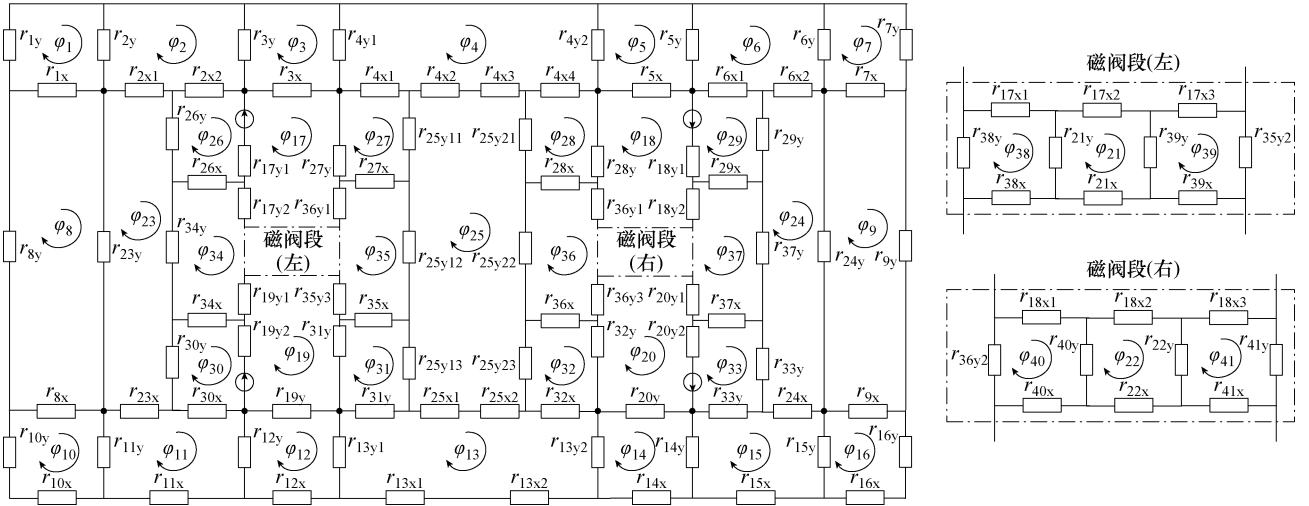 r1y φ1 r2y φ2 r3y φ3 r4y1 φ4 r4y2 φ5 r5y φ6 r6y φ7 r7y
r1x r2x1 r2x2 r3x r4x1 r4x2 r4x3 r4x4 r5x r6x1 r6x2 r7x
r26y φ26 φ17 φ27 r25y11 r25y21 φ28 φ18 φ29 r29y
r26x r17y1 r27y r27x r28x r28y r18y1 r29x
r17y2 r36y1 r36y1 r18y2
φ8 φ23 r34y φ25 φ24 φ9
r8y r23y φ34 磁阀段 φ35 r25y12 r25y22 φ36 磁阀段 φ37 r37y r24y r9y
(左) (右)
r34x r19y1 r35y3 r35x r36x r36y3 r20y1 r37x
r19y2 r31y r32y r20y2
r30y φ30 φ19 φ31 r25y13 r25y23 φ32 φ20 φ33 r33y
r8x r23x r30x r19y r31y r25x1 r25x2 r32x r20y r33y r24x r9x
r10y φ10 r11y φ11 r12y φ12 r13y1 φ13 r13y2 φ14 r14y φ15 r15y φ16 r16y
r10x r11x r12x r13x1 r13x2 r14x r15x r16x
磁阀段(左)
r17x1 r17x2 r17x3
r38y φ38 r21y φ21 r39y φ39 r35y2
r38x r21x r39x
磁阀段(右)
r18x1 r18x2 r18x3
r36y2 φ40 r40y φ22 r22y φ41 r41y
r40x r22x r41x